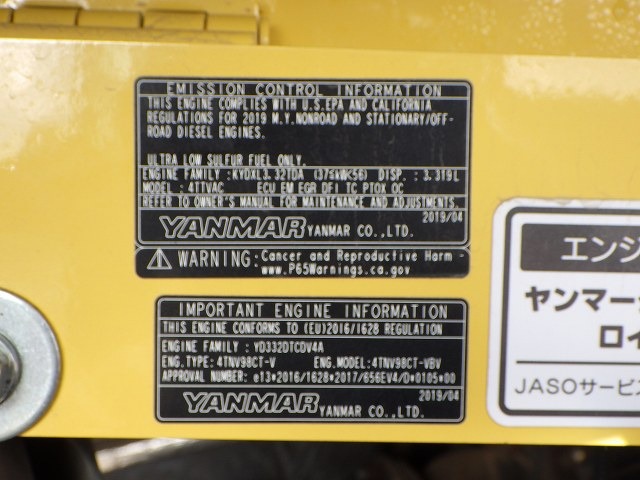 EMISSION CONTROL INFORMATION
THIS ENGINE COMPLIES WITH U.S.EPA AND CALIFORNIA
REGULATIONS FOR 2019 M.Y.NONROAD AND STATIONARY/OFF-
ROAD DIESEL ENGINES.
ULTRA LOW SULFUR FUEL ONLY.
ENGINE FAMILY : KYDXL3.32TDA (37≤kW<56) DISP. : 3.319L
MODEL : 4TTVAC ECU EM EGR DFI TC PTOX OC
REFER TO OWNER'S MANUAL FOR MAINTENANCE AND ADJUSTMENTS
2019/04
YANMAR YANMAR CO.,LTD.
WARNING: Cancer and Reproductive Harm -
www.P65Warnings.ca.gov
IMPORTANT ENGINE INFORMATION
THIS ENGINE CONFORMS TO (EU)2016/1628 REGULATION
ENGINE FAMILY : YD332DTCDV4A
ENG.TYPE: 4TNV98CT-V ENG.MODEL: 4TNV98CT-VBV
APPROVAL NUMBER: e13*2016/1628*2017/656EV4/D*0105*00
2019/04
YANMAR YANMAR CO.,LTD.
エンジ
ヤンマー
ロイ
JASOサービス